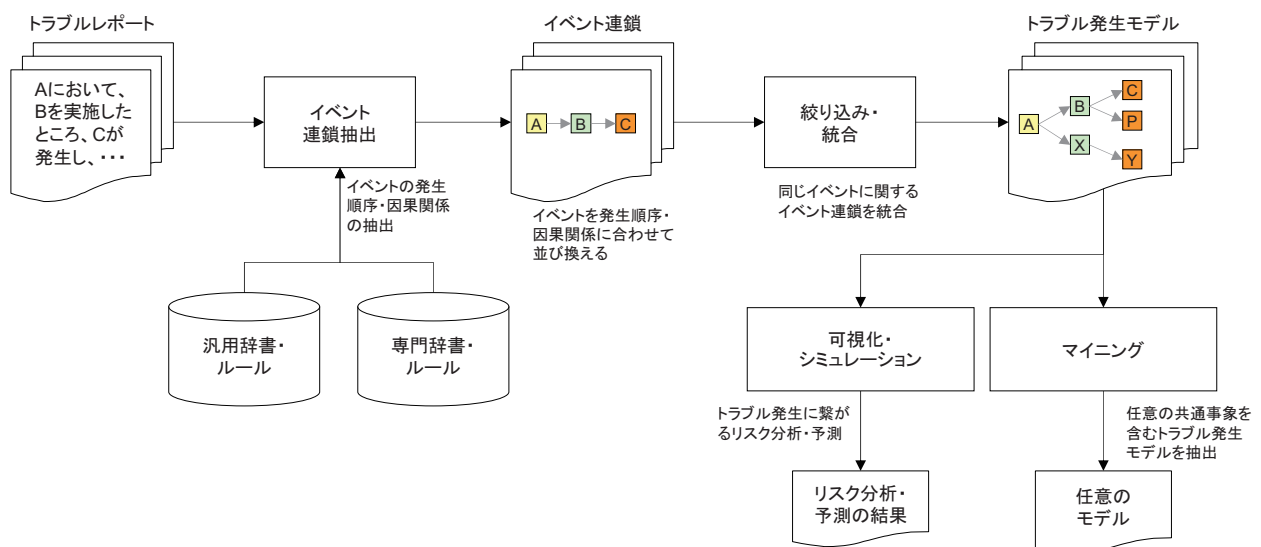 トラブルレポート
Aにおいて、
Bを実施した
ところ、Cが
発生し、・・・
イベント
連鎖抽出
イベントの発生
順序・因果関係
の抽出
汎用辞書・
ルール
専門辞書・
ルール
イベント連鎖
A
B
C
イベントを発生順序・
因果関係に合わせて
並び換える
絞り込み・
統合
同じイベントに関する
イベント連鎖を統合
トラブル発生モデル
A
B
C
P
X
Y
可視化・
シミュレーション
トラブル発生に繋が
るリスク分析・予測
リスク分析・
予測の結果
マイニング
任意の共通事象を
含むトラブル発生
モデルを抽出
任意の
モデル